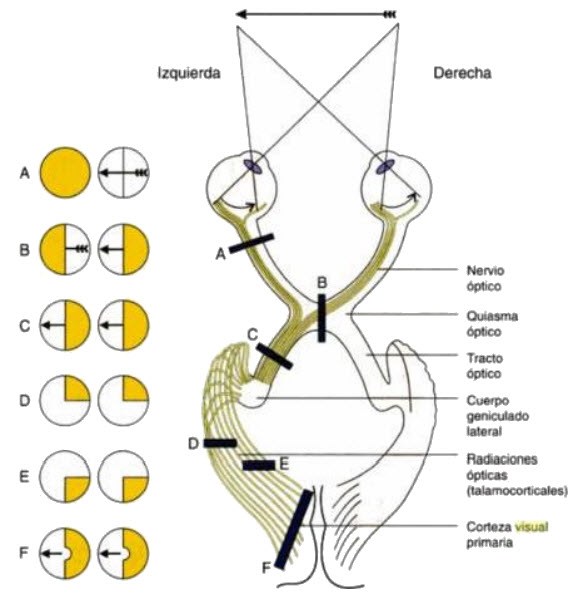 Izquierda
Derecha
A
B
C
D
E
F
A
B
C
D
E
F
Nervio
óptico
Quiasma
óptico
Tracto
óptico
Cuerpo
geniculado
lateral
Radiaciones
ópticas
(talamocorticales)
Corteza visual
primaria